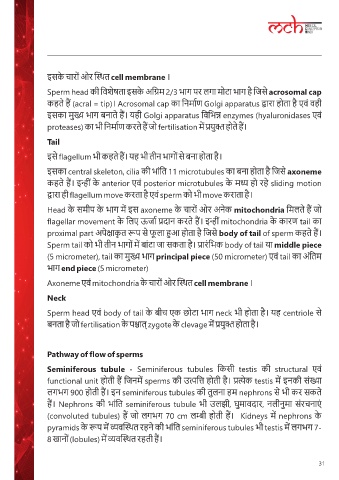 mch
इसके चारों ओर स्थित cell membrane ।
Sperm head की विशेषता इसके अग्रिम 2/3 भाग पर लगा मोटा भाग है जिसे acrosomal cap
कहते हैं (acral = tip)। Acrosomal cap का निर्माण Golgi apparatus द्वारा होता है एवं वही
इसका मुख्य भाग बनाते हैं। यही Golgi apparatus विभिन्न enzymes (hyaluronidases एवं
proteases) का भी निर्माण करते हैं जो fertilisation में प्रयुक्त होते हैं।
Tail
इसे flagellum भी कहते हैं। यह भी तीन भागों से बना होता है।
इसका central skeleton, cilia की भांति 11 microtubules का बना होता है जिसे axoneme
कहते हैं। इन्हीं के anterior एवं posterior microtubules के मध्य हो रहे sliding motion
द्वारा ही flagellum move करता है एवं sperm को भी move कराता है।
Head के समीप के भाग में इस axoneme के चारों ओर अनेक mitochondria मिलते हैं जो
flagellar movement के लिए ऊर्जा प्रदान करते हैं। इन्हीं mitochondria के कारण tail का
proximal part अपेक्षाकृत रूप से फूला हुआ होता है जिसे body of tail of sperm कहते हैं।
Sperm tail को भी तीन भागों में बांटा जा सकता है। प्रारंभिक body of tail या middle piece
(5 micrometer), tail का मुख्य भाग principal piece (50 micrometer) एवं tail का अंतिम
भाग end piece (5 micrometer)
Axoneme एवं mitochondria के चारों ओर स्थित cell membrane ।
Neck
Sperm head एवं body of tail के बीच एक छोटा भाग neck भी होता है। यह centriole से
बनता है जो fertilisation के पश्चात् zygote के clevage में प्रयुक्त होता है।
Pathway of flow of sperms
Seminiferous tubule - Seminiferous tubules किसी testis की structural एवं
functional unit होती हैं जिनमें sperms की उत्पत्ति होती है। प्रत्येक testis में इनकी संख्या
लगभग 900 होती हैं। इन seminiferous tubules की तुलना हम nephrons से भी कर सकते
हैं। Nephrons की भांति seminiferous tubule भी उलझी, घुमावदार, नलीनुमा संरचनाएं
(convoluted tubules) हैं जो लगभग 70 cm लम्बी होती हैं। Kidneys में nephrons के
pyramids के रूप में व्यवस्थित रहने की भांति seminiferous tubules भी testis में लगभग 7-
8 खानों (lobules) में व्यवस्थित रहती हैं।
31